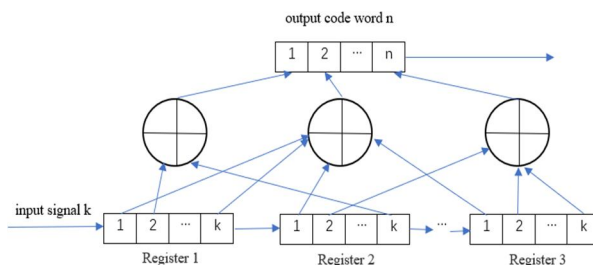 output code word n
1 2 ... n
input signal k
1 2 ... k 1 2 ... k ... 1 2 ... k
Register 1 Register 2 Register 3